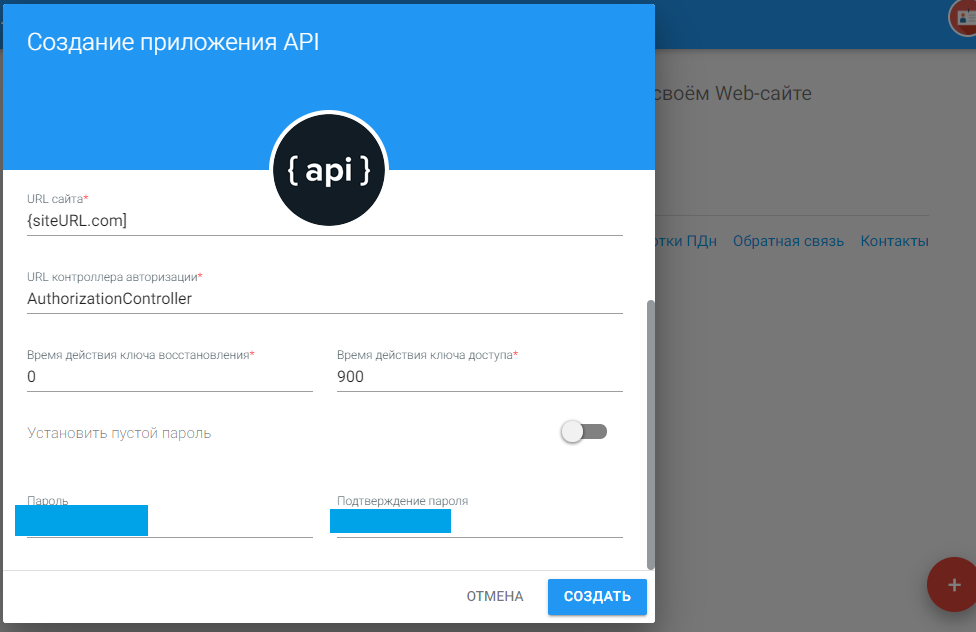 Создание приложения API
{ api }
URL сайта*
{siteURL.com]
URL контроллера авторизации*
AuthorizationController
Время действия ключа восстановления* Время действия ключа доступа*
0 900
Установить пустой пароль
Пароль Подтверждение пароля
ОТМЕНА СОЗДАТЬ
своём Web-сайте
отки ПДн Обратная связь Контакты
+